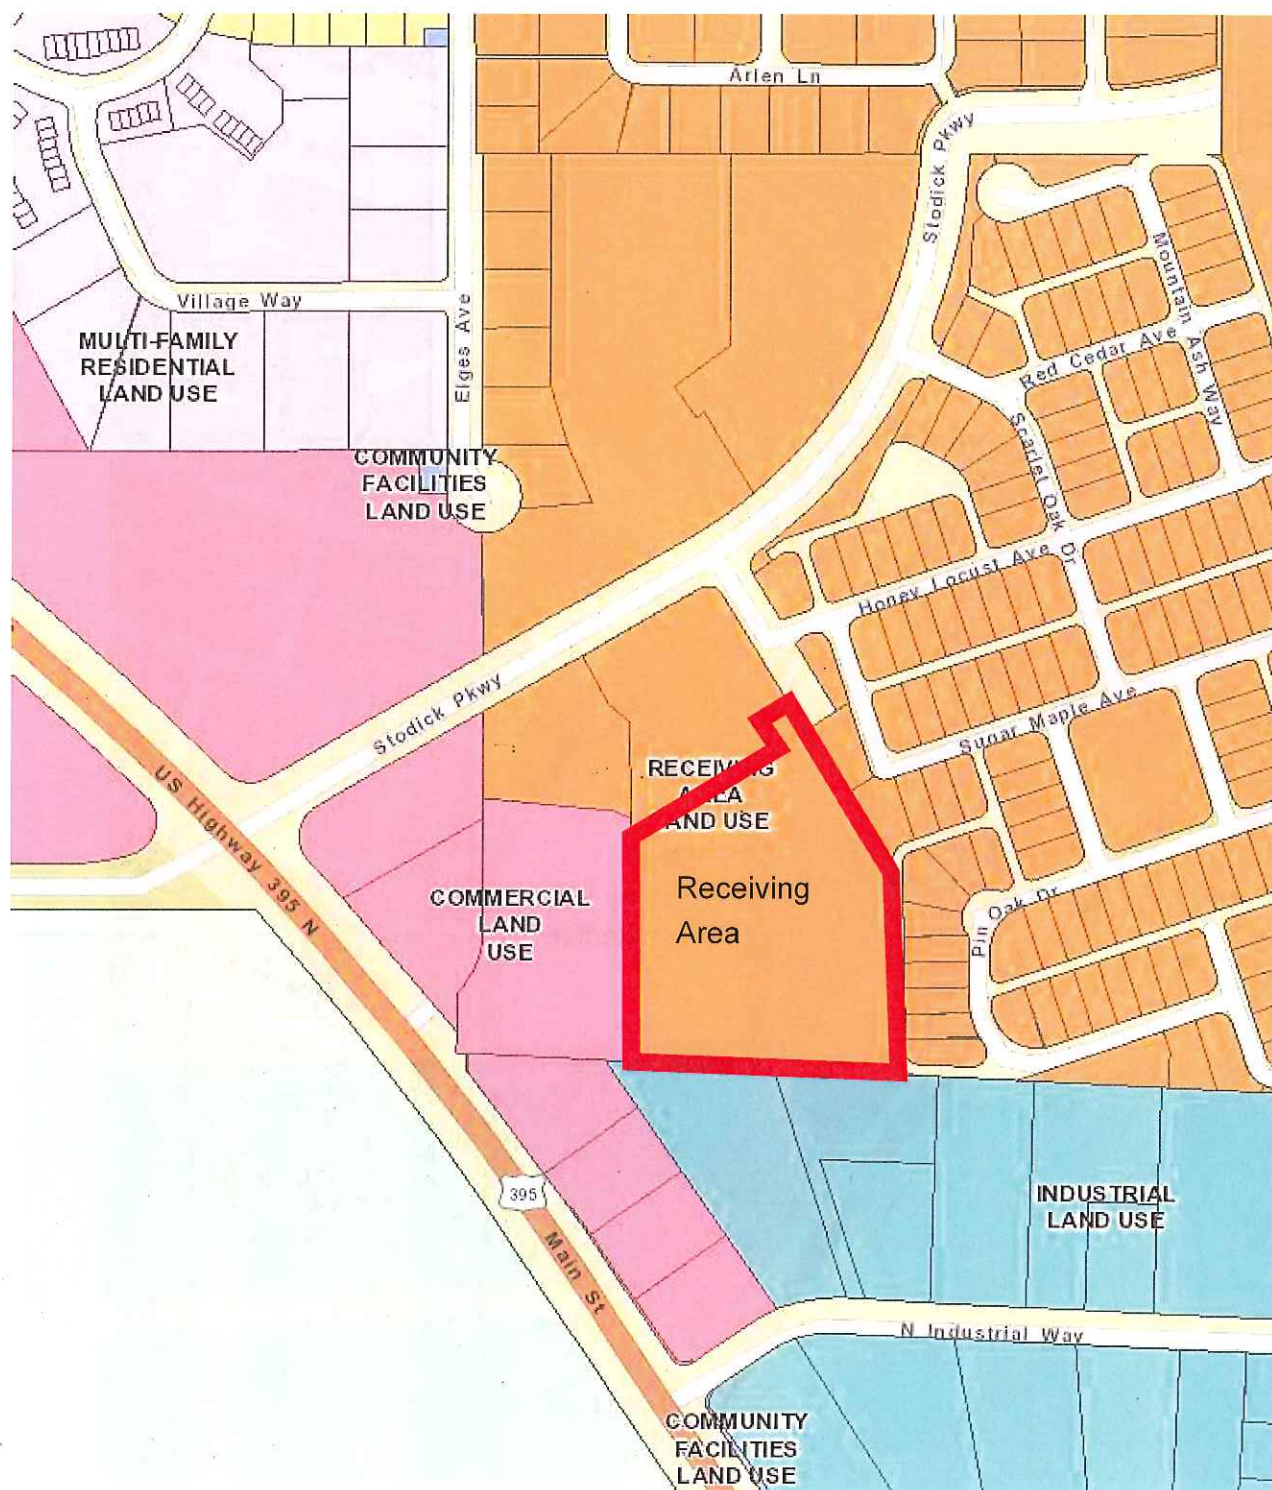 Arlen Ln
Stodick Pkwy
Village Way
Elges Ave
Mountain Ash Way
MULTI-FAMILY
RESIDENTIAL
LAND USE
Red Cedar Ave
Scarlet Oak Dr
COMMUNITY
FACILITIES
LAND USE
Honey Locust Ave
Stodick Pkwy
Sugar Maple Ave
RECEIVING
AREA
LAND USE
US Highway 395 N
Receiving
Area
COMMERCIAL
LAND
USE
Pin Oak Dr
395
INDUSTRIAL
LAND USE
Main St
N Industrial Way
COMMUNITY
FACILITIES
LAND USE